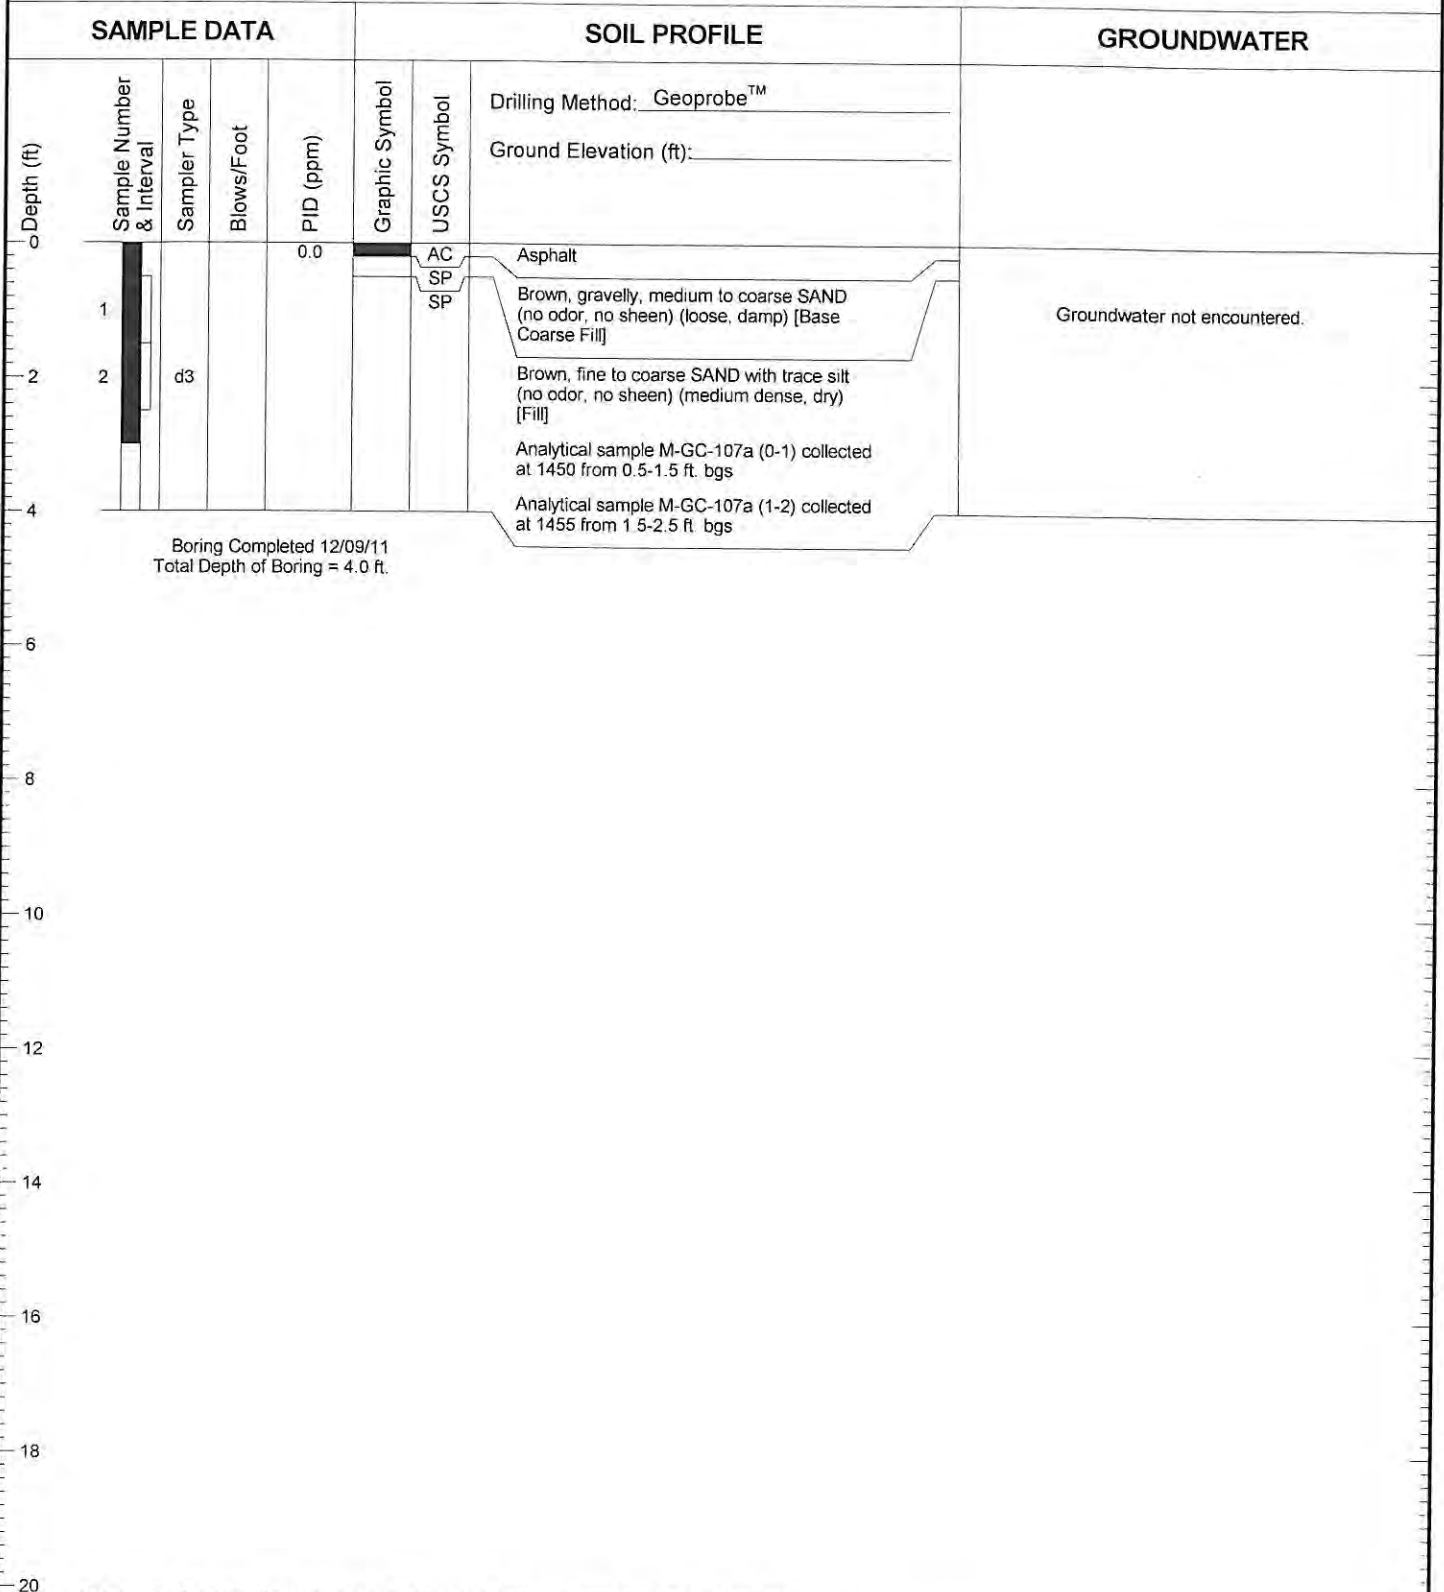 SAMPLE DATA
SOIL PROFILE
GROUNDWATER
Depth (ft)
Sample Number
& Interval
Sampler Type
Blows/Foot
PID (ppm)
Graphic Symbol
USCS Symbol
Drilling Method: Geoprobe™
Ground Elevation (ft):
0
0.0
AC
Asphalt
SP
SP
1
Brown, gravelly, medium to coarse SAND
(no odor, no sheen) (loose, damp) [Base
Coarse Fill]
Groundwater not encountered.
2
2
d3
Brown, fine to coarse SAND with trace silt
(no odor, no sheen) (medium dense, dry)
[Fill]
Analytical sample M-GC-107a (0-1) collected
at 1450 from 0.5-1.5 ft. bgs
4
Analytical sample M-GC-107a (1-2) collected
at 1455 from 1 5-2.5 ft bgs
Boring Completed 12/09/11
Total Depth of Boring = 4.0 ft.
6
8
10
12
14
16
18
20